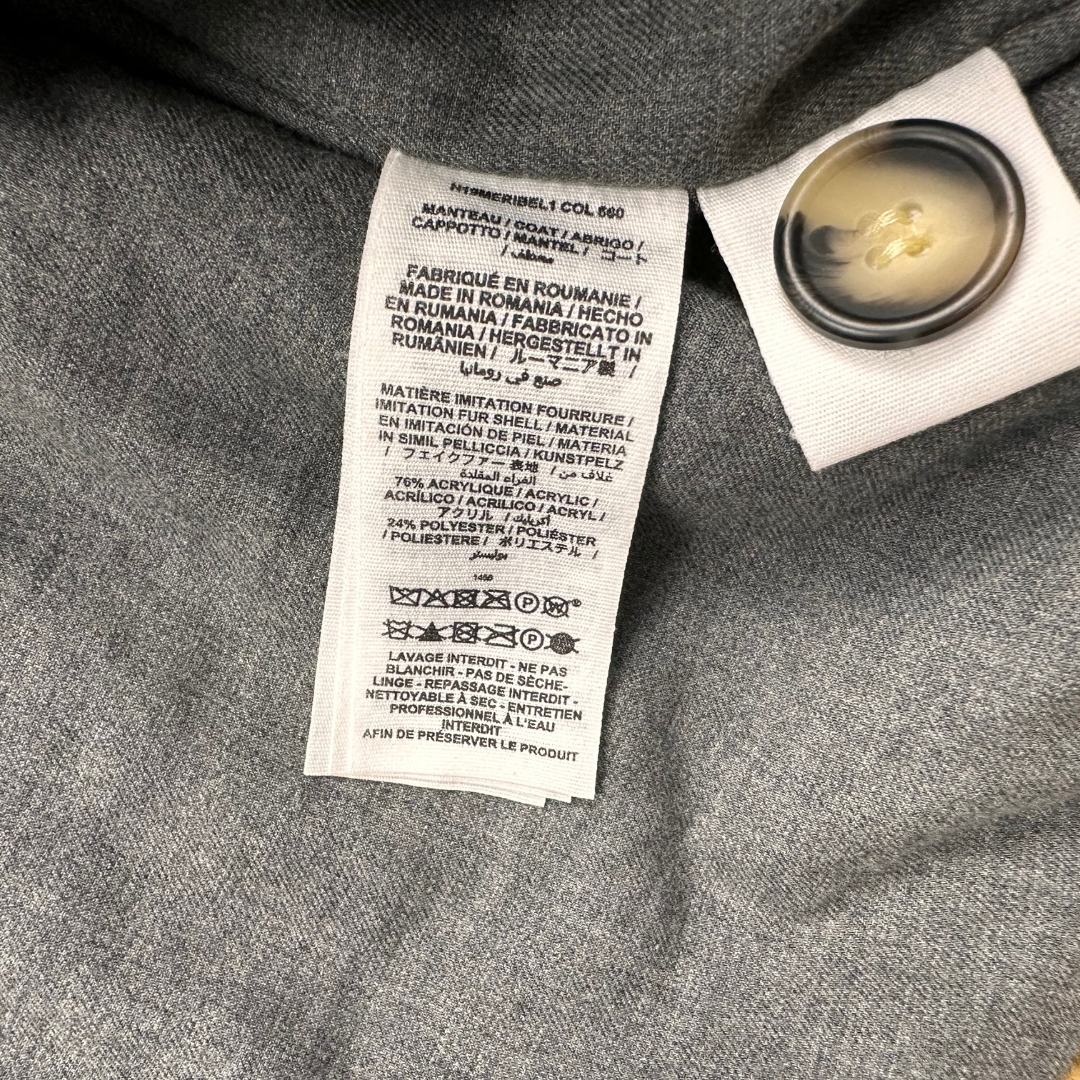 N19MERIBEL1 COL 560
MANTEAU / COAT / ABRIGO /
CAPPOTTO / MANTEL / コート
/ معطف
FABRIQUÉ EN ROUMANIE /
MADE IN ROMANIA / HECHO
EN RUMANIA / FABBRICATO IN
ROMANIA / HERGESTELLT IN
RUMÄNIEN / ルーマニア製 /
صنع في رومانيا
MATIÈRE IMITATION FOURRURE /
IMITATION FUR SHELL / MATERIAL
EN IMITACIÓN DE PIEL / MATERIA
IN SIMIL PELLICCIA / KUNSTPELZ
/ フェイクファー 表地 / غلاف من
الفراء المقلدة
76% ACRYLIQUE / ACRYLIC /
ACRÍLICO / ACRILICO / ACRYL /
アクリル / أكريليك
24% POLYESTER / POLIÉSTER
/ POLIESTERE / ポリエステル /
بوليستر
1450
P W
P
LAVAGE INTERDIT - NE PAS
BLANCHIR - PAS DE SÈCHE-
LINGE - REPASSAGE INTERDIT -
NETTOYABLE À SEC - ENTRETIEN
PROFESSIONNEL À L'EAU
INTERDIT
AFIN DE PRÉSERVER LE PRODUIT